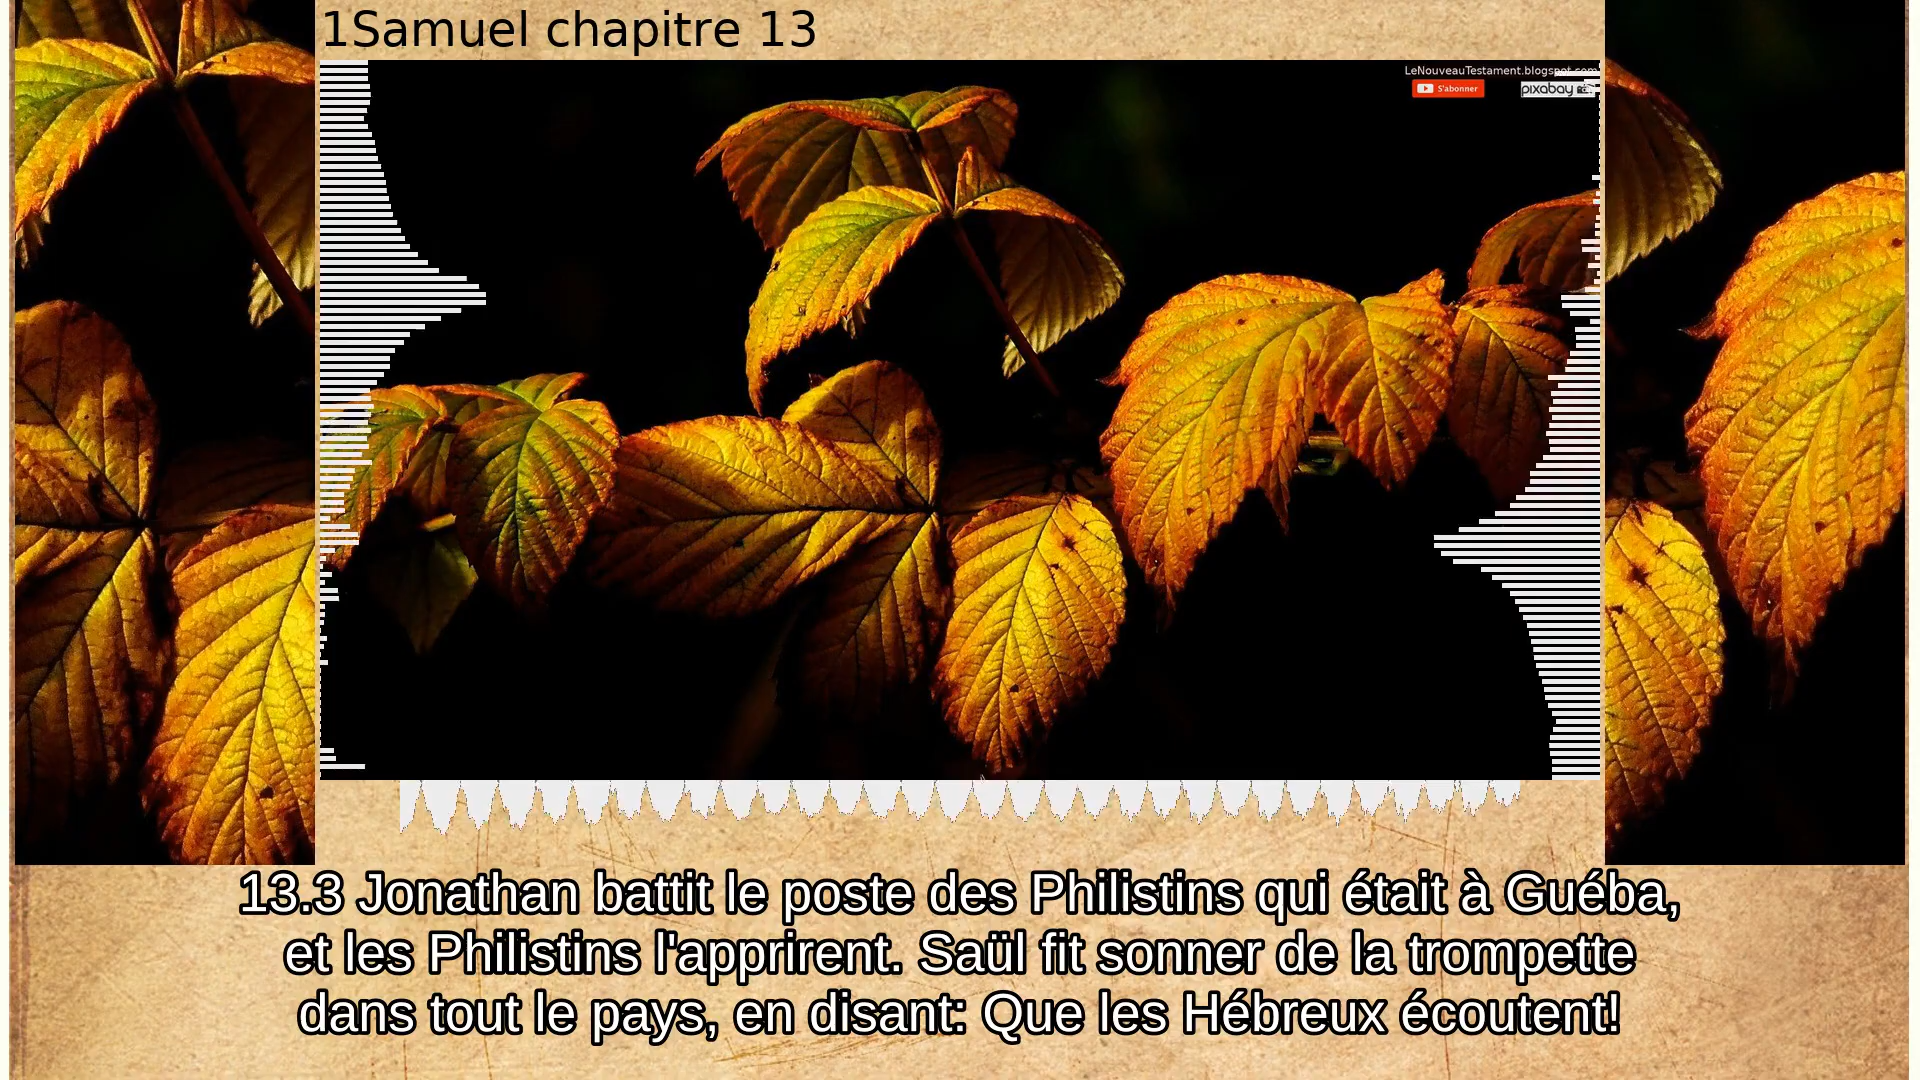 1Samuel chapitre 13
LeNouveauTestament.blogspot.com
S'abonner
pixabay
13.3 Jonathan battit le poste des Philistins qui était à Guéba,
et les Philistins l'apprirent. Saül fit sonner de la trompette
dans tout le pays, en disant: Que les Hébreux écoutent!